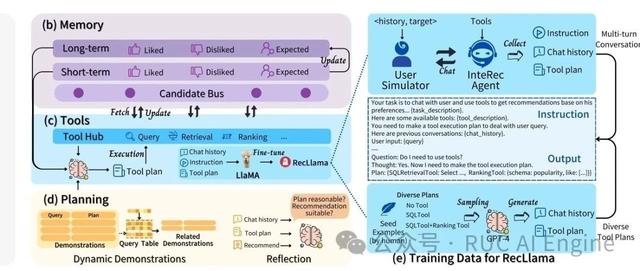 (b) Memory
Long-term
Liked
Disliked
Expected
Short-term
Liked
Disliked
Expected
Update
Candidate Bus
Fetch
Update
(c) Tools
Tool Hub
Query
Retrieval
Ranking
...
Execution
Tool plan
Chat history
Instruction
Tool plan
LlaMA
Fine-tune
RecLlama
(d) Planning
Query
Plan
Demonstrations
Query Table
Related Demonstrations
Dynamic Demonstrations
Chat history
Tool plan
Recommend
Plan reasonable?
Recommendation
suitable?
Reflection
<history, target>
Tools
User
Simulator
Chat
InteRec
Agent
Collect
Instruction
Chat history
Tool plan
Multi-turn
Conversation
Your task is to chat with user and use tools to get recommendations base on his
preferences... {task_description}.
Here are some available tools: {tool_description}.
You need to make a tool execution plan to deal with user query.
Here are previous conversations: {chat_history}.
User input: {query}
Instruction
Question: Do I need to use tools?
Thought: Yes. Now I need to make the tool execution plan.
Plan: {SQLRetrievalTool: Select ..., RankingTool: {schema: popularity, like: [...]}}
Output
Seed
Examples
(by human)
Diverse Plans
No Tool
SQLTool
SQLTool+Ranking Tool
...
Sampling
GPT-4
Generate
Instruction
Chat history
Tool plan
Diverse
Tool Plans
公众号 · RUC AI Engine
(e) Training Data for RecLlama